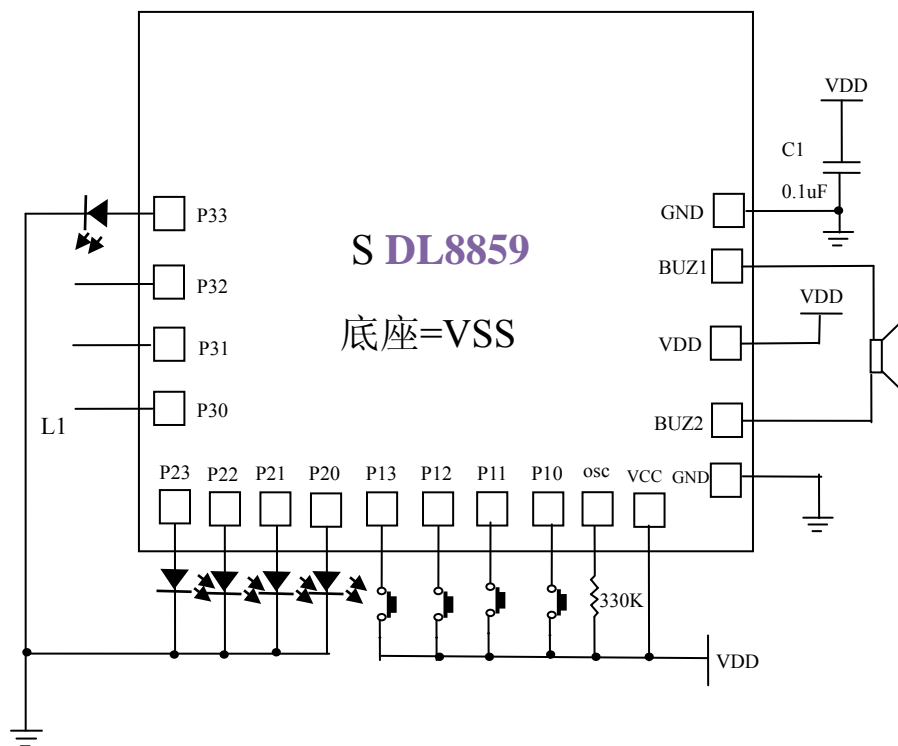 VDD
C1
0.1uF
P33
GND
S DL8859
BUZ1
P32
VDD
底座=VSS
P31
VDD
P30
L1
BUZ2
P23
P22
P21
P20
P13
P12
P11
P10
osc
VCC
GND
330K
VDD